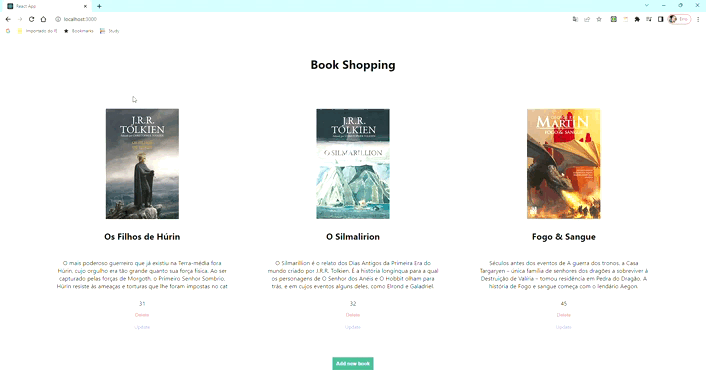 React App
localhost:3000
Importado do IE
Bookmarks
Study
Book Shopping
J.R.R.
TOLKIEN
J.R.R.
TOLKIEN
O SILMARILLION
MARTIN
FOGO & SANGUE
Os Filhos de Húrin
O Silmalirion
Fogo & Sangue
O mais poderoso guerreiro que já existiu na Terra-média fora
Húrin, cujo orgulho era tão grande quanto sua força física. Ao ser
capturado pelas forças de Morgoth, o primeiro Senhor Sombrio,
Húrin resiste às ameaças e torturas que lhe foram impostas no cat
O Silmarillion é o relato dos Dias Antigos da Primeira Era do
mundo criado por J.R.R. Tolkien. É a história longínqua para a qual
os personagens de O Senhor dos Anéis e O Hobbit olham para
trás, e em cujos eventos alguns deles, como Elrond e Galadriel,
Séculos antes dos eventos de A guerra dos tronos, a Casa
Targaryen – única família de senhores dos dragões a sobreviver à
Destruição de Valíria – tomou residência em Pedra do Dragão. A
história de Fogo e sangue começa com o lendário Aegon
31
Delete
Update
32
Delete
Update
45
Delete
Update
Add new book